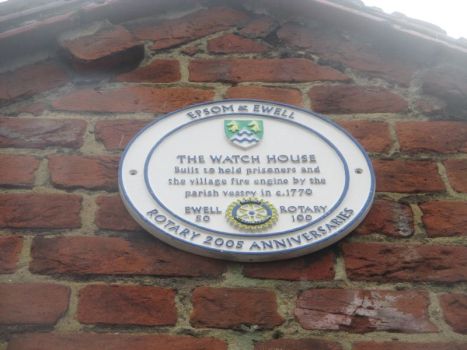 EPSOM & EWELL
THE WATCH HOUSE
Built to hold prisoners and
the village fire engine by the
parish vestry in c.1770
EWELL ROTARY
50 100
ROTARY 2005 ANNIVERSARIES